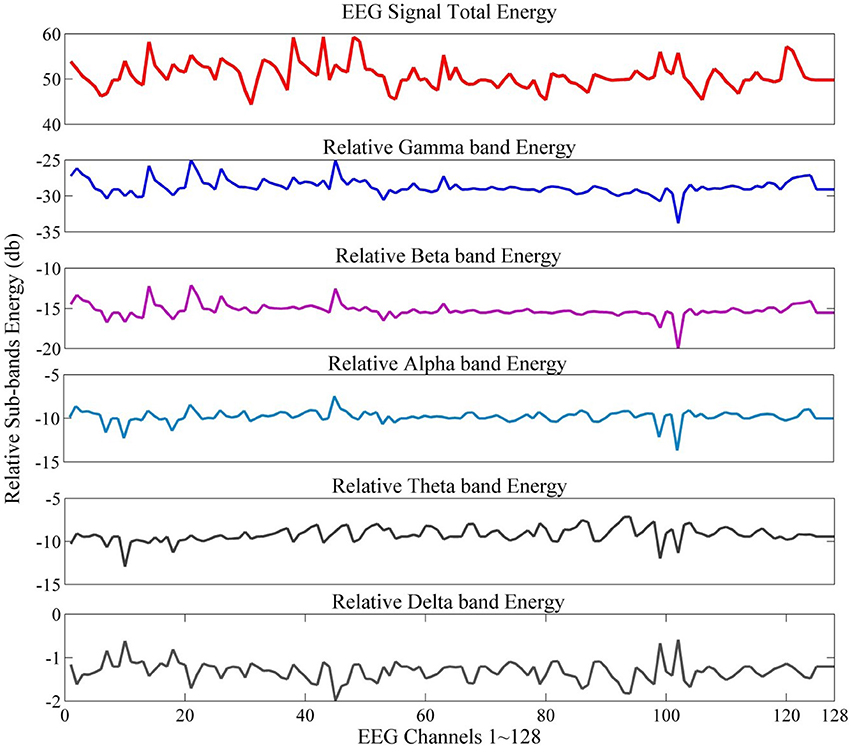 EEG Signal Total Energy
60
50
40
Relative Gamma band Energy
-25
-30
-35
Relative Beta band Energy
-10
-15
-20
Relative Alpha band Energy
-5
-10
-15
Relative Theta band Energy
-5
-10
-15
Relative Delta band Energy
0
-1
-2
0 20 40 60 80 100 120 128
EEG Channels 1~128
Relative Sub-bands Energy (db)